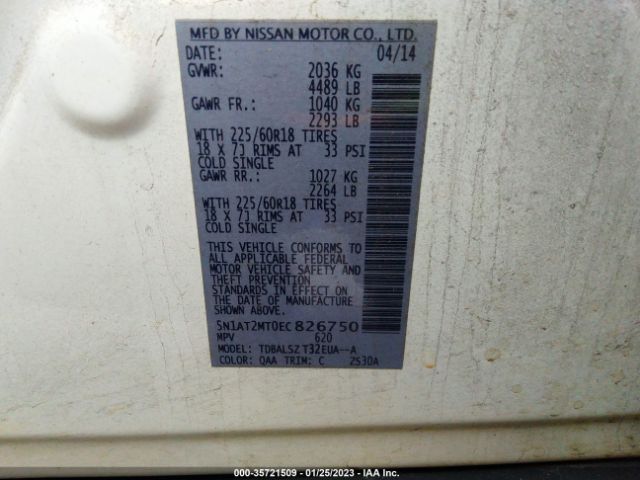 MFD BY NISSAN MOTOR CO., LTD.
DATE: 04/14
GVWR: 2036 KG
4489 LB
GAWR FR.: 1040 KG
2293 LB
WITH 225/60R18 TIRES
18 X 7J RIMS AT 33 PSI
COLD SINGLE
GAWR RR.: 1027 KG
2264 LB
WITH 225/60R18 TIRES
18 X 7J RIMS AT 33 PSI
COLD SINGLE
THIS VEHICLE CONFORMS TO
ALL APPLICABLE FEDERAL
MOTOR VEHICLE SAFETY AND
THEFT PREVENTION
STANDARDS IN EFFECT ON
THE DATE OF MANUFACTURE
SHOWN ABOVE.
5N1AT2MT0EC826750
MPV 620
MODEL: TDBALSZ T32EUA--A
COLOR: QAA TRIM: C 2S30A
000-35721509 - 01/25/2023 - IAA Inc.